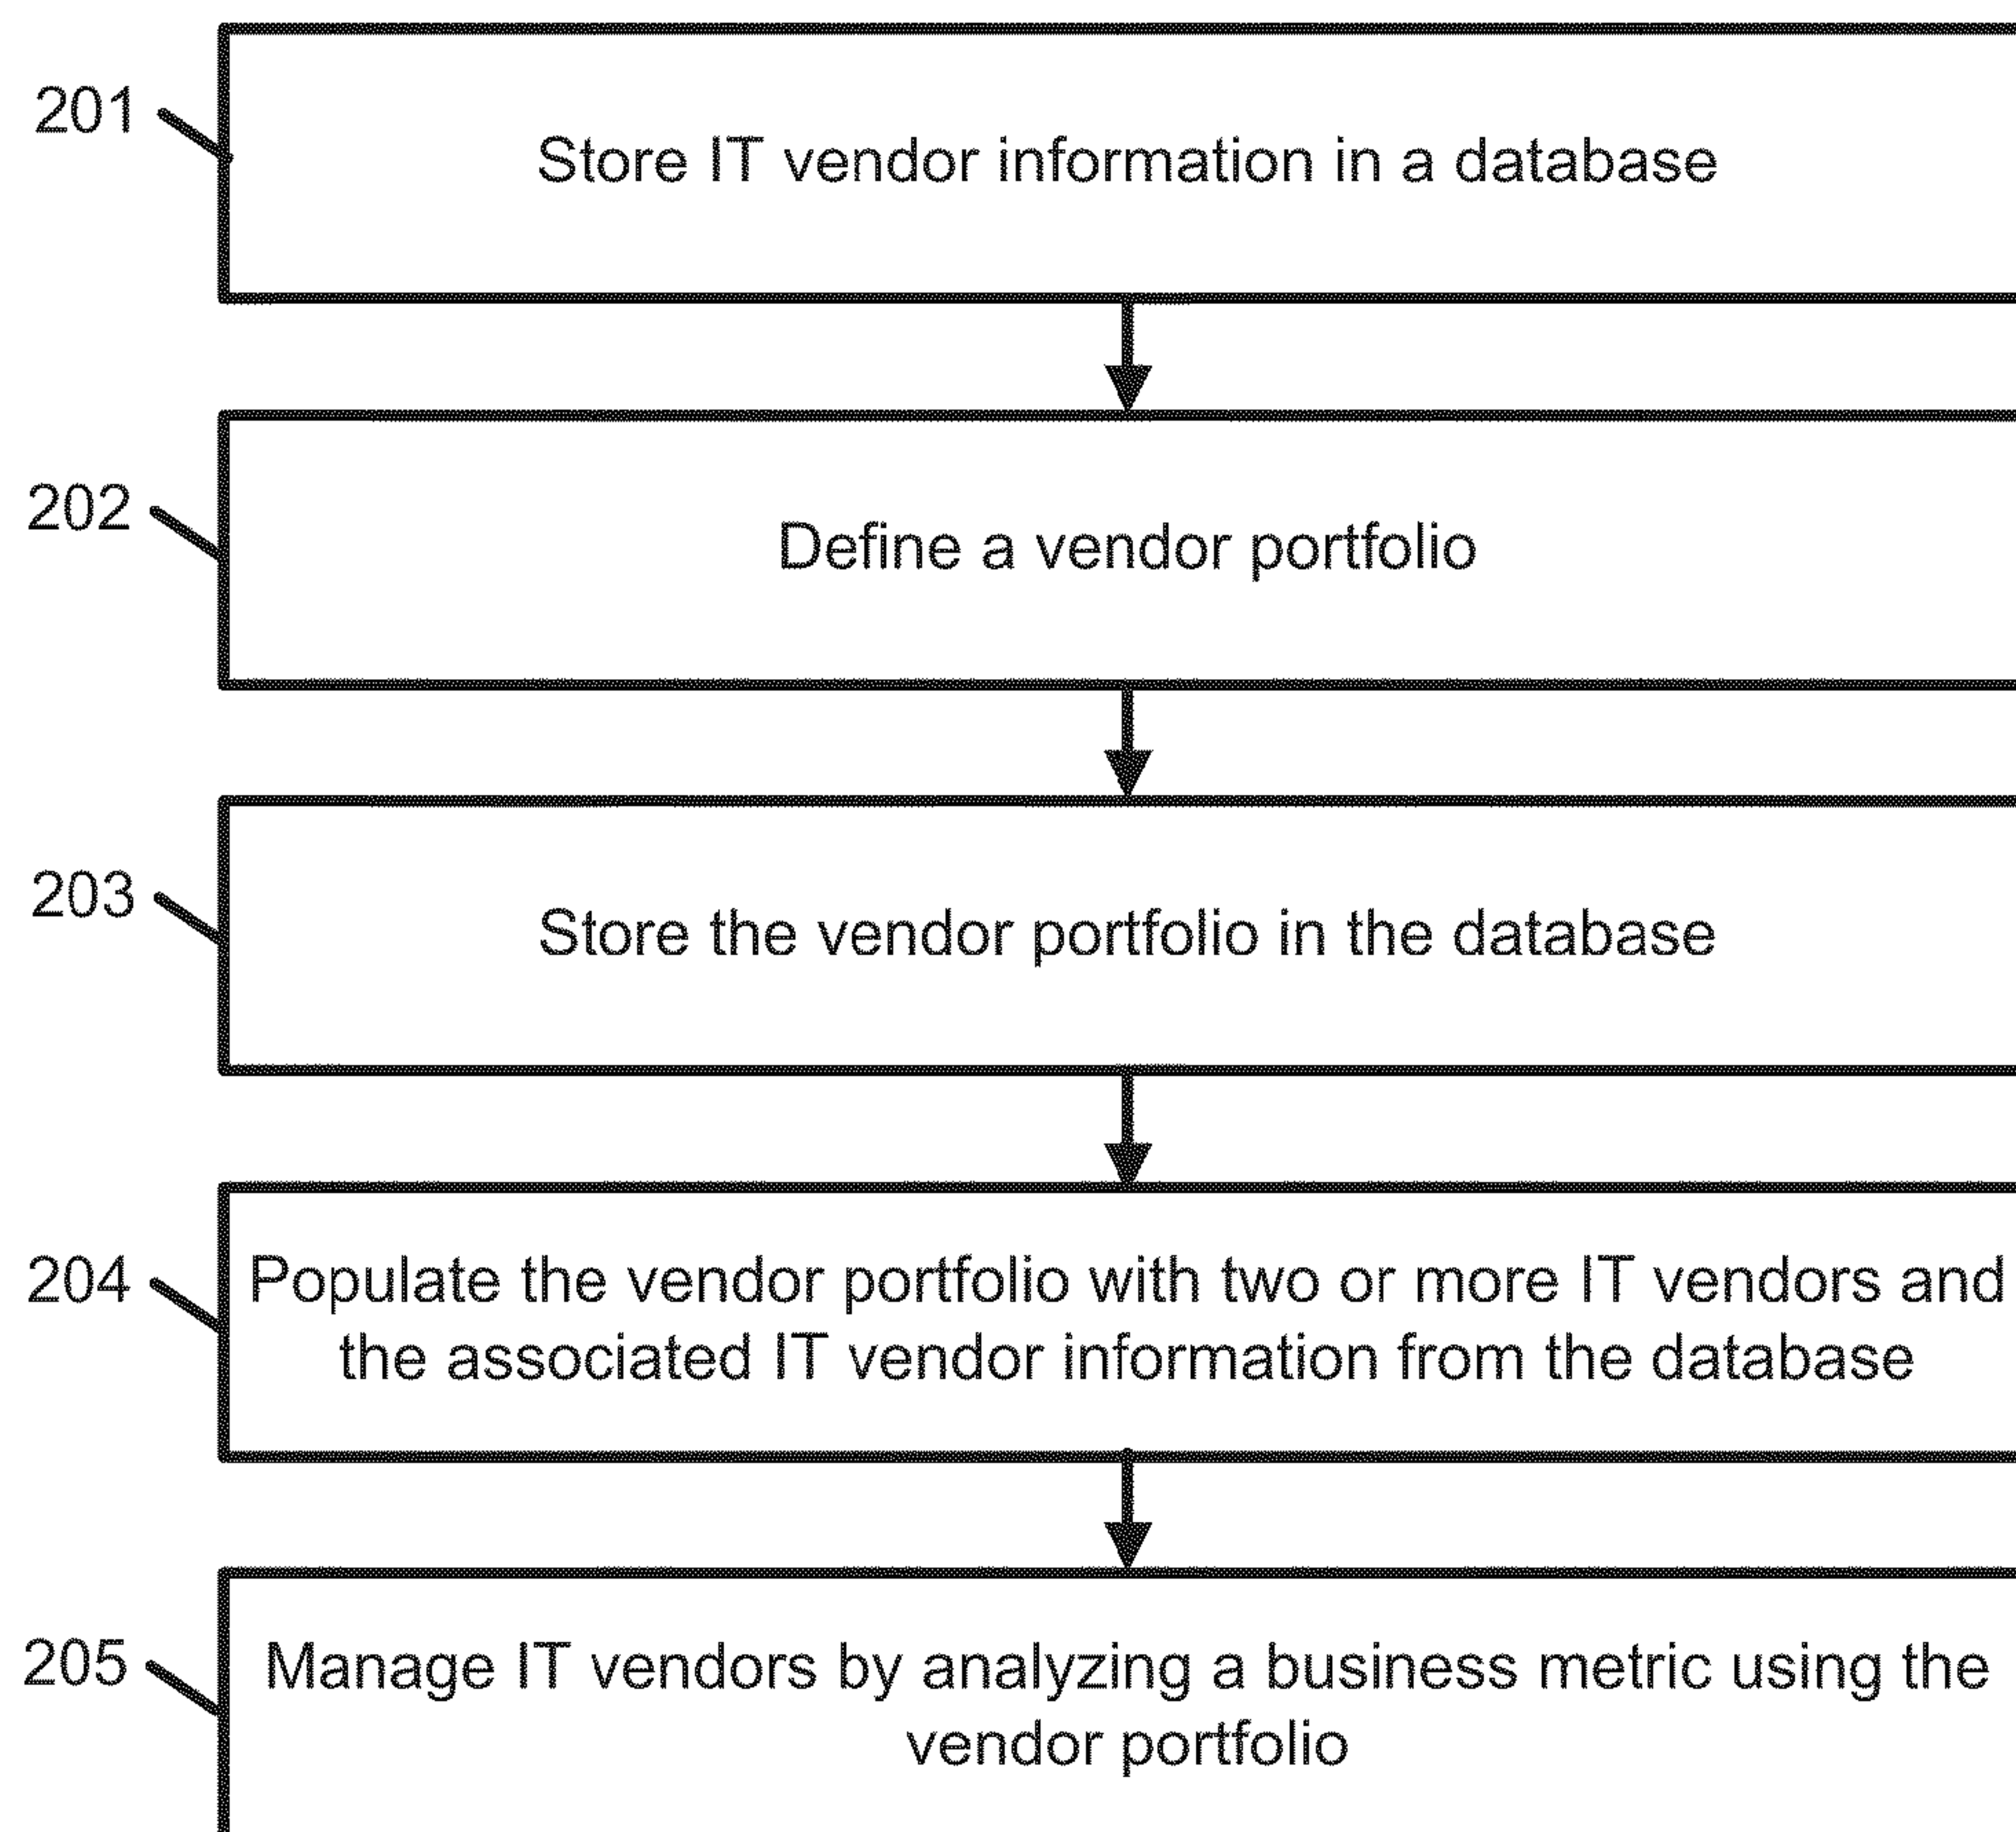 201
Store IT vendor information in a database
202
Define a vendor portfolio
203
Store the vendor portfolio in the database
204
Populate the vendor portfolio with two or more IT vendors and
the associated IT vendor information from the database
205
Manage IT vendors by analyzing a business metric using the
vendor portfolio